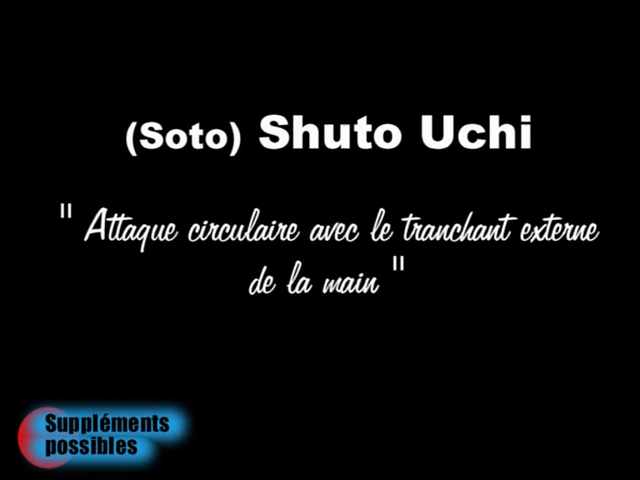 (Soto) Shuto Uchi
" Attaque circulaire avec le tranchant externe
de la main "
Suppléments
possibles